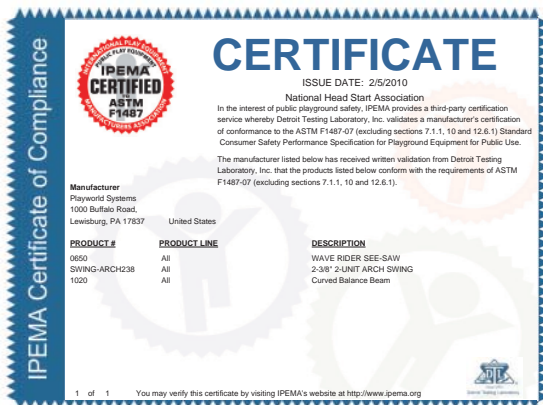 IPEMA Certificate of Compliance
INTERNATIONAL PLAY EQUIPMENT
PUBLIC PLAY EQUIPMENT
IPEMA
CERTIFIED
TO
ASTM
F1487
MANUFACTURERS ASSOCIATION
CERTIFICATE
ISSUE DATE: 2/5/2010
National Head Start Association
In the interest of public playground safety, IPEMA provides a third-party certification
service whereby Detroit Testing Laboratory, Inc. validates a manufacturer's certification
of conformance to the ASTM F1487-07 (excluding sections 7.1.1, 10 and 12.6.1) Standard
Consumer Safety Performance Specification for Playground Equipment for Public Use.
The manufacturer listed below has received written validation from Detroit Testing
Laboratory, Inc. that the products listed below conform with the requirements of ASTM
F1487-07 (excluding sections 7.1.1, 10 and 12.6.1).
Manufacturer
Playworld Systems
1000 Buffalo Road,
Lewisburg, PA 17837 United States
PRODUCT # PRODUCT LINE DESCRIPTION
0650 All WAVE RIDER SEE-SAW
SWING-ARCH238 All 2-3/8" 2-UNIT ARCH SWING
1020 All Curved Balance Beam
DTL
Detroit Testing Laboratory
1 of 1 You may verify this certificate by visiting IPEMA's website at http://www.ipema.org